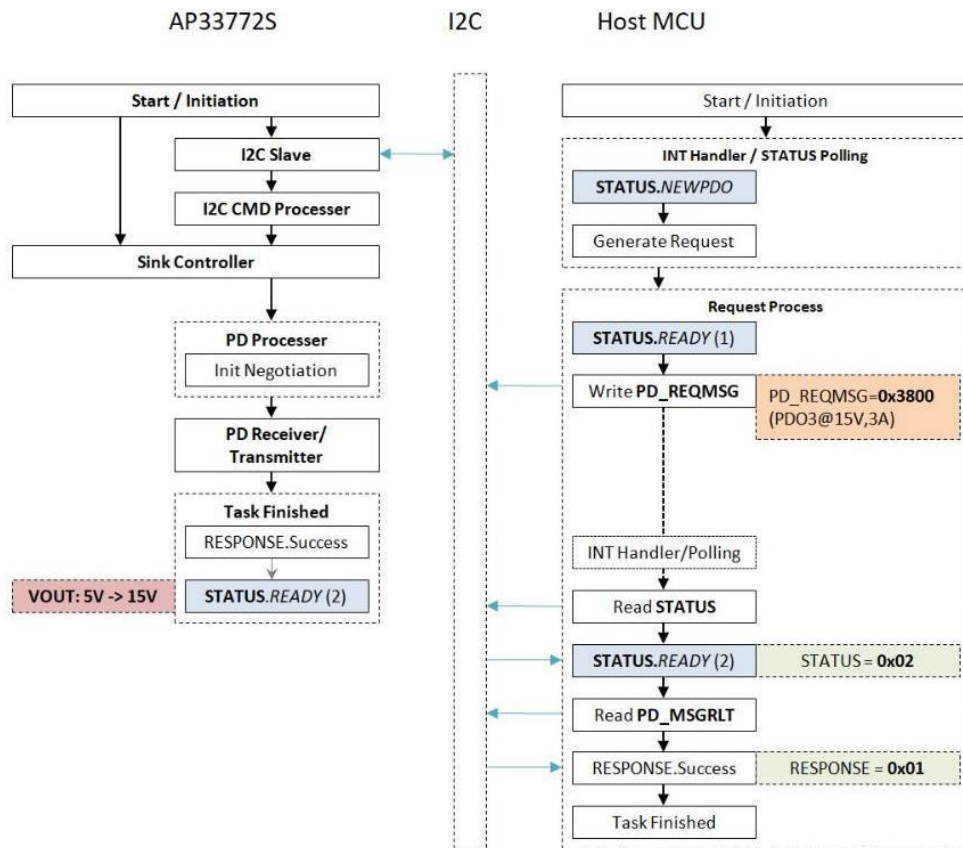 AP33772S
I2C
Host MCU
Start / Initiation
I2C Slave
I2C CMD Processer
Sink Controller
PD Processer
Init Negotiation
PD Receiver/
Transmitter
Task Finished
RESPONSE.Success
VOUT: 5V -> 15V
STATUS.READY (2)
Start / Initiation
INT Handler / STATUS Polling
STATUS.NEWPDO
Generate Request
Request Process
STATUS.READY (1)
Write PD_REQMSG
PD_REQMSG=0x3800
(PDO3@15V,3A)
INT Handler/Polling
Read STATUS
STATUS.READY (2)
STATUS = 0x02
Read PD_MSGRLT
RESPONSE.Success
RESPONSE = 0x01
Task Finished